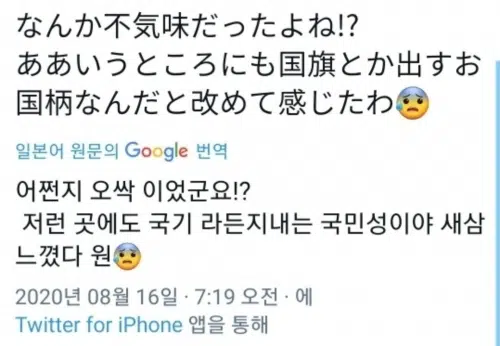 なんか不気味だったよね!?
ああいうところにも国旗とか出すお
国柄なんだと改めて感じたわ😰
일본어 원문의 Google 번역
어쩐지 오싹 이었군요!?
저런 곳에도 국기 라든지내는 국민성이야 새삼
느꼈다 원😰
2020년 08월 16일 · 7:19 오전 · 에
Twitter for iPhone 앱을 통해